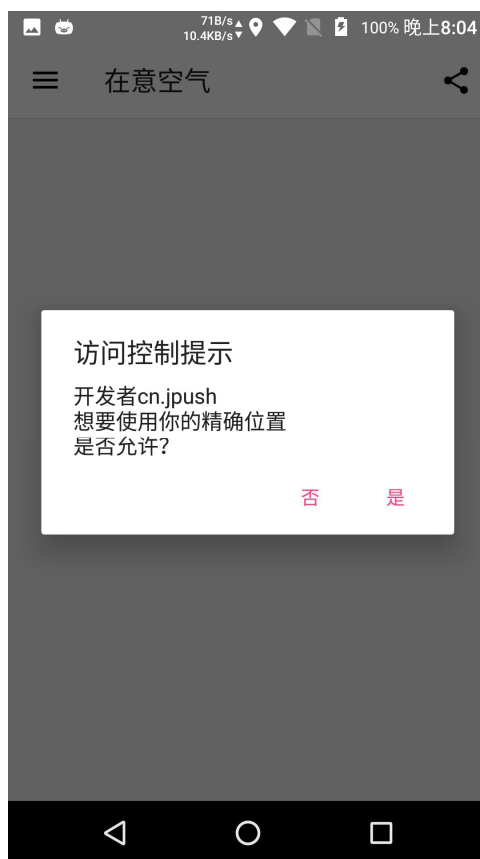 71B/s
10.4KB/s
100% 晚上8:04
在意空气
访问控制提示
开发者cn.jpush
想要使用你的精确位置
是否允许?
否 是